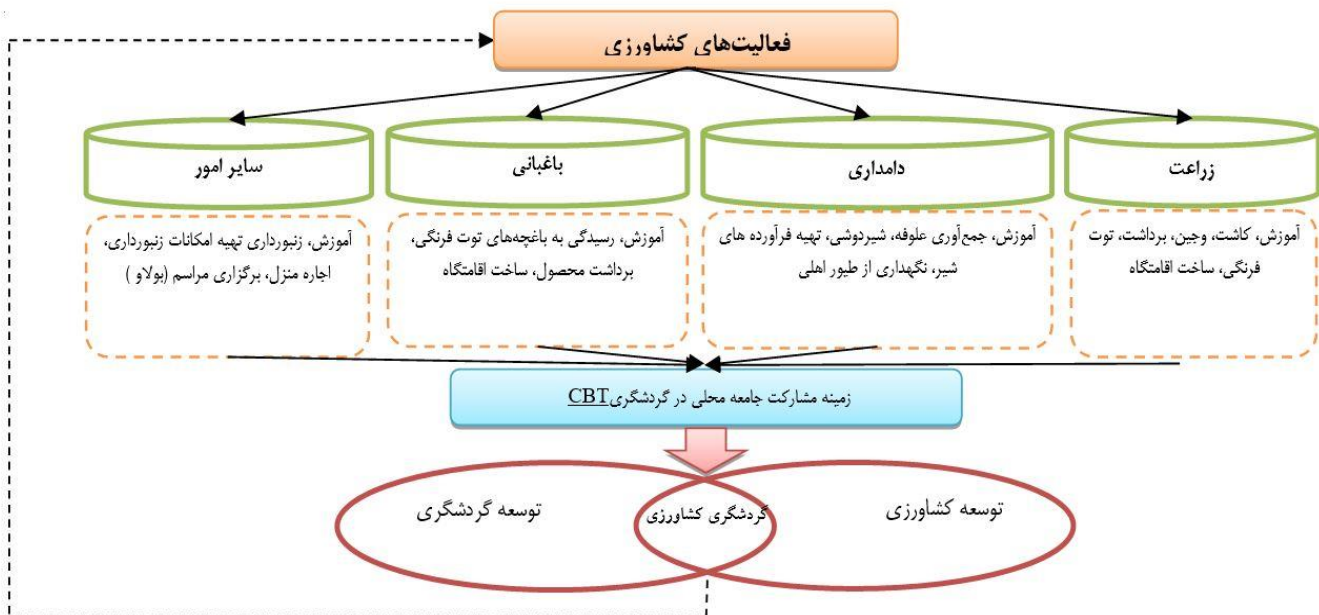 فعالیت‌های کشاورزی
زراعت
دامداری
باغبانی
سایر امور
آموزش، کاشت، وجین، برداشت، توت
فرنگی، ساخت اقامتگاه
آموزش، جمع‌آوری علوفه، شیردوشی، تهیه فرآورده های
شیر، نگهداری از طیور اهلی
آموزش، رسیدگی به باغچه‌های توت فرنگی،
برداشت محصول، ساخت اقامتگاه
آموزش، زنبورداری تهیه امکانات زنبورداری،
اجاره منزل، برگزاری مراسم (بولاو )
زمینه مشارکت جامعه محلی در گردشگریCBT
توسعه کشاورزی
گردشگری کشاورزی
توسعه گردشگری